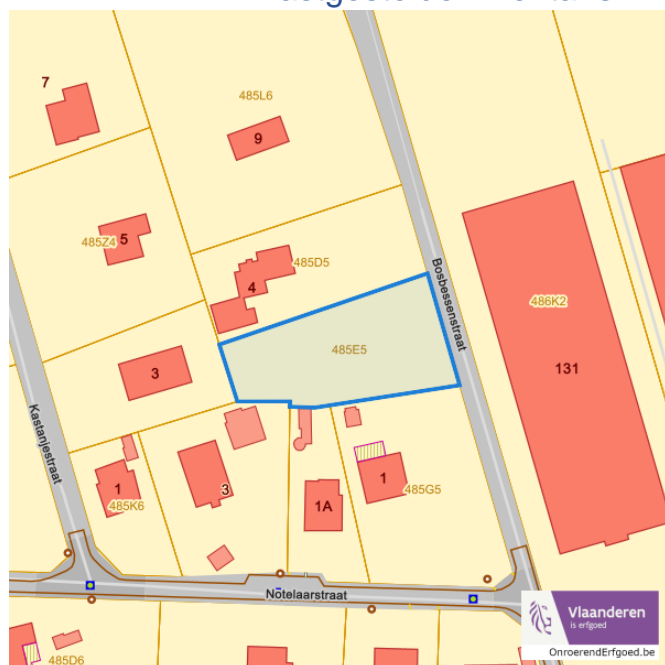 7
485L6
9
485Z4
5
485D5
4
Bosbessenstraat
486K2
485E5
131
3
Kastanjestraat
1
485K6
3
1A
1
485G5
Notelaarstraat
485D6
Vlaanderen
is erfgoed
OnroerendErfgoed.be